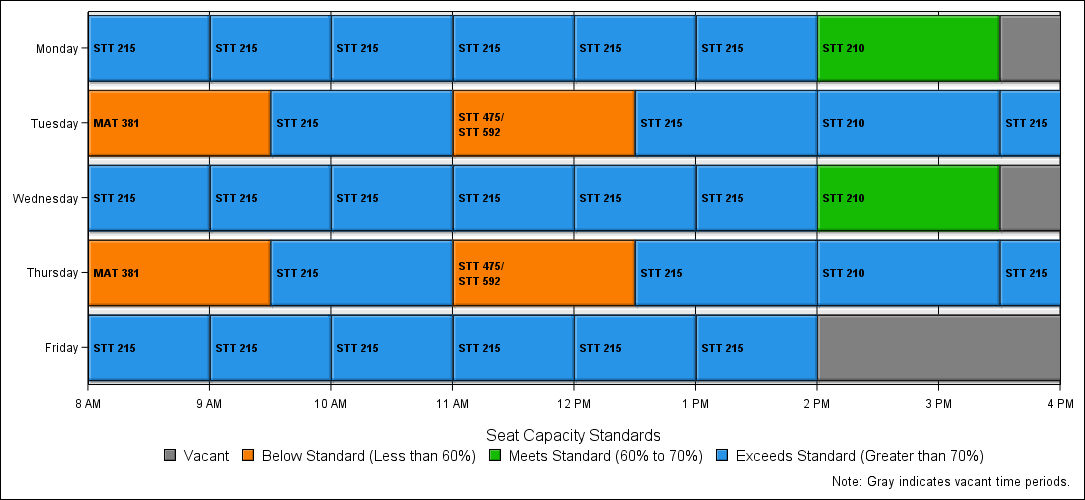 Monday
STT 215 STT 215 STT 215 STT 215 STT 215 STT 215 STT 210
Tuesday
MAT 381 STT 215 STT 475/ STT 215 STT 210 STT 215
STT 592
Wednesday
STT 215 STT 215 STT 215 STT 215 STT 215 STT 215 STT 210
Thursday
MAT 381 STT 215 STT 475/ STT 215 STT 210 STT 215
STT 592
Friday
STT 215 STT 215 STT 215 STT 215 STT 215 STT 215
8 AM 9 AM 10 AM 11 AM 12 PM 1 PM 2 PM 3 PM 4 PM
Seat Capacity Standards
Vacant Below Standard (Less than 60%) Meets Standard (60% to 70%) Exceeds Standard (Greater than 70%)
Note: Gray indicates vacant time periods.